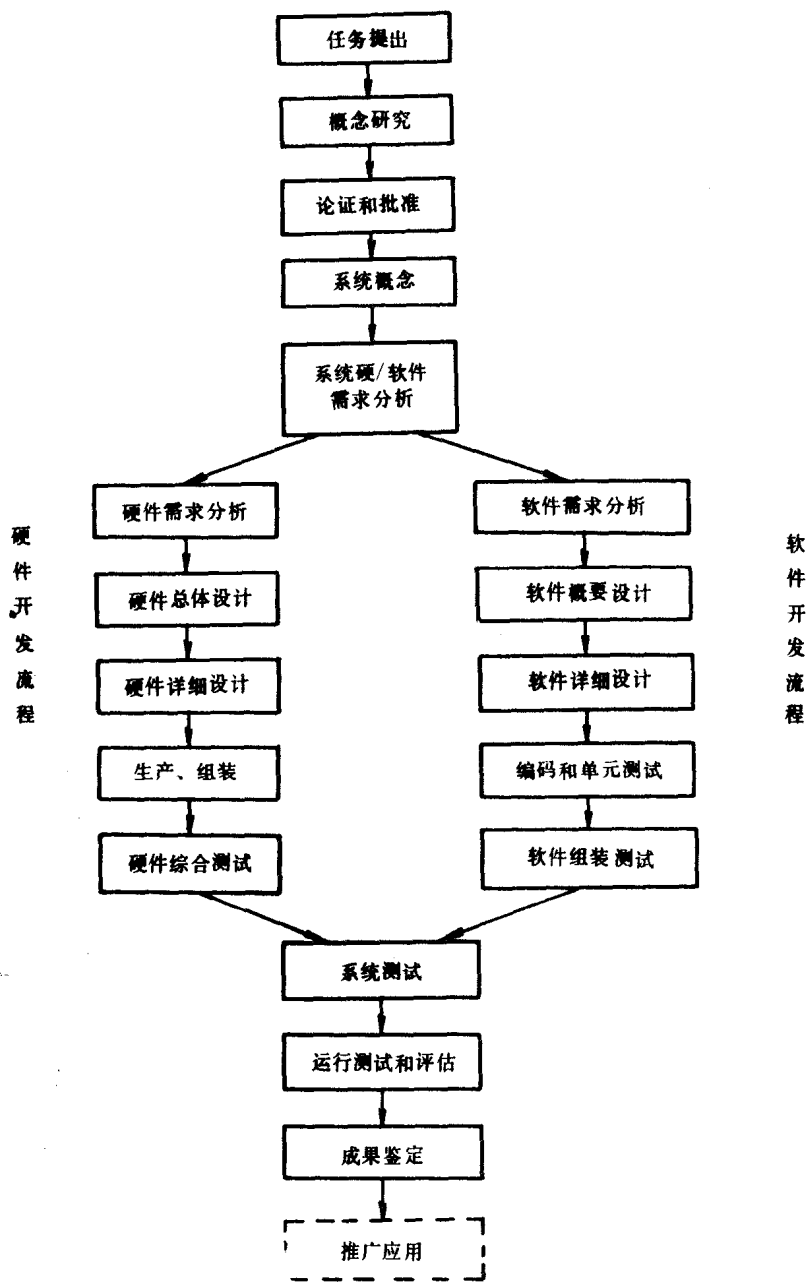 任务提出
概念研究
论证和批准
系统概念
系统硬/软件
需求分析
硬件开发流程
硬件需求分析
硬件总体设计
硬件详细设计
生产、组装
硬件综合测试
软件需求分析
软件概要设计
软件详细设计
编码和单元测试
软件组装测试
软件开发流程
系统测试
运行测试和评估
成果鉴定
推广应用